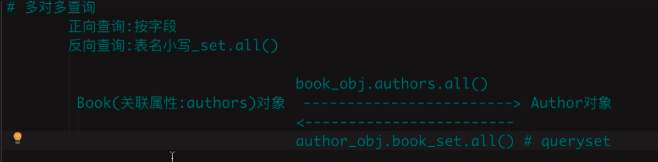 # 多对多查询
正向查询:按字段
反向查询:表名小写_set.all()
book_obj.authors.all()
Book(关联属性:authors)对象 ------------------------> Author对象
<------------------------
author_obj.book_set.all() # queryset